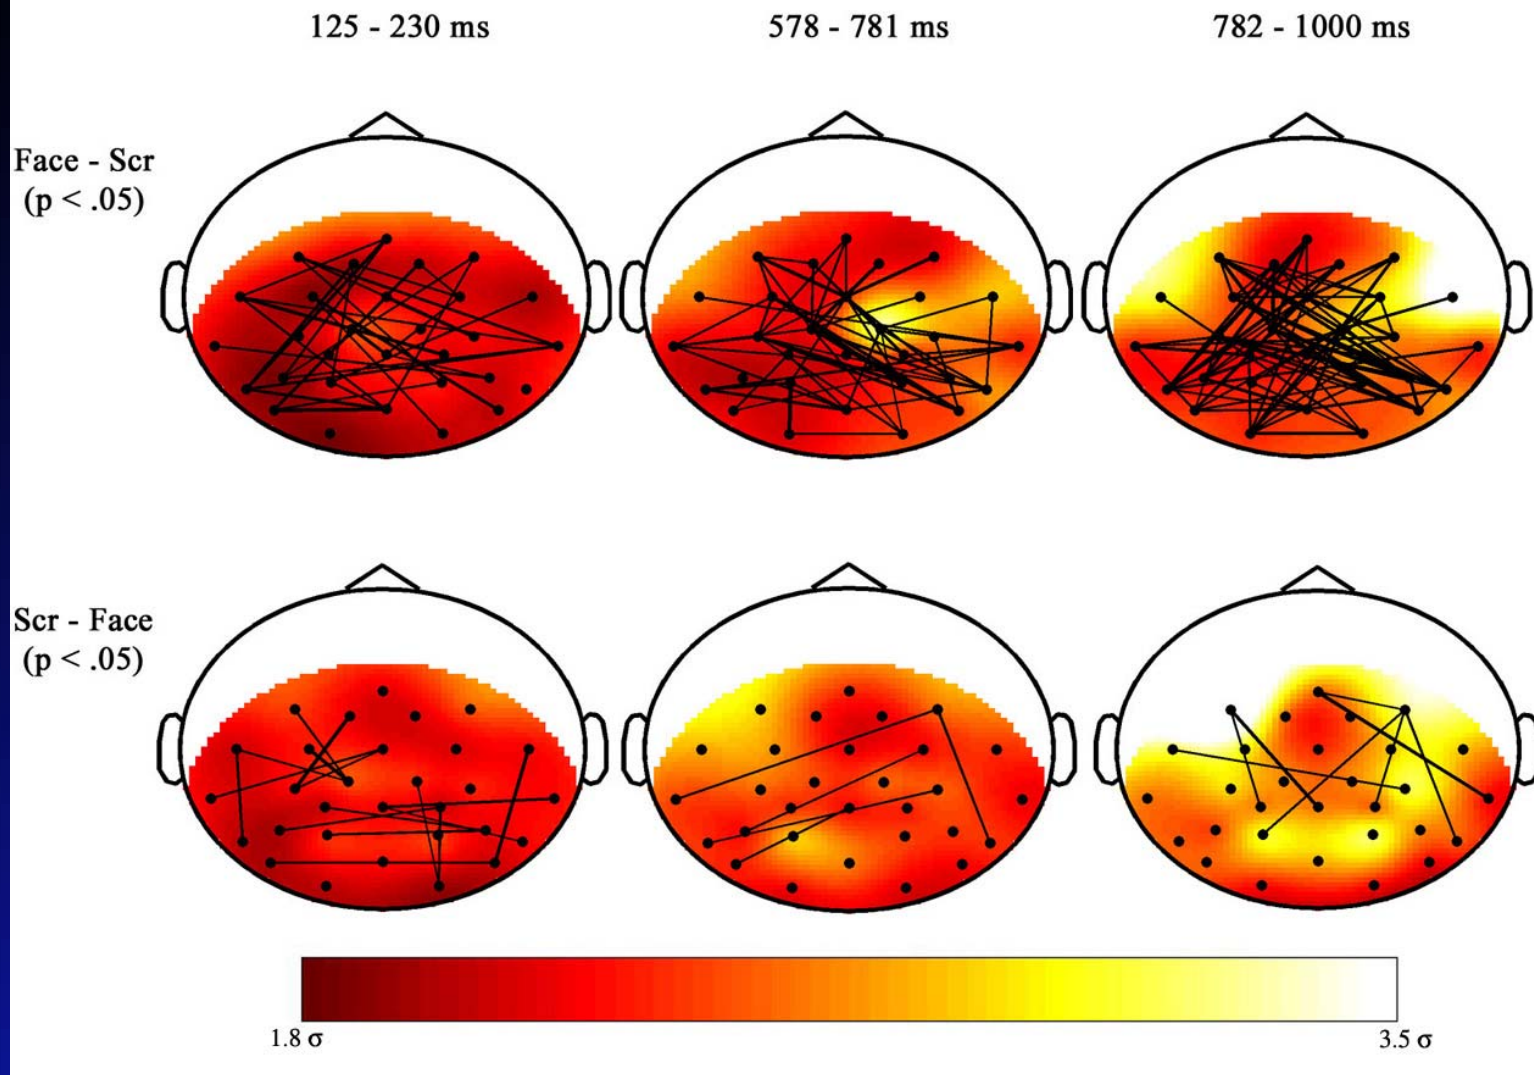 125 - 230 ms
578 - 781 ms
782 - 1000 ms
Face - Scr
(p < .05)
Scr - Face
(p < .05)
1.8 σ
3.5 σ